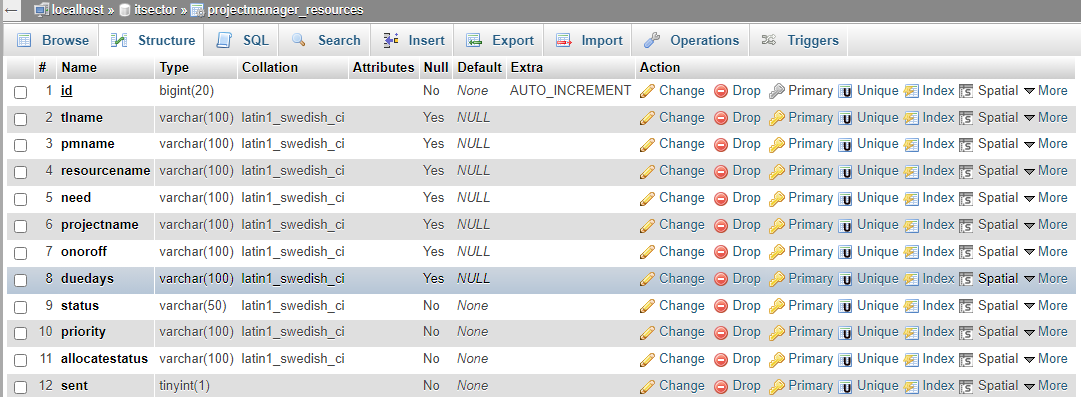 localhost » itsector » projectmanager_resources
Browse Structure SQL Search Insert Export Import Operations Triggers
# Name Type Collation Attributes Null Default Extra Action
1 id bigint(20) No None AUTO_INCREMENT Change Drop Primary Unique Index Spatial More
2 tlname varchar(100) latin1_swedish_ci Yes NULL Change Drop Primary Unique Index Spatial More
3 pmname varchar(100) latin1_swedish_ci Yes NULL Change Drop Primary Unique Index Spatial More
4 resourcename varchar(100) latin1_swedish_ci Yes NULL Change Drop Primary Unique Index Spatial More
5 need varchar(100) latin1_swedish_ci Yes NULL Change Drop Primary Unique Index Spatial More
6 projectname varchar(100) latin1_swedish_ci Yes NULL Change Drop Primary Unique Index Spatial More
7 onoroff varchar(100) latin1_swedish_ci Yes NULL Change Drop Primary Unique Index Spatial More
8 duedays varchar(100) latin1_swedish_ci Yes NULL Change Drop Primary Unique Index Spatial More
9 status varchar(50) latin1_swedish_ci No None Change Drop Primary Unique Index Spatial More
10 priority varchar(100) latin1_swedish_ci No None Change Drop Primary Unique Index Spatial More
11 allocatestatus varchar(100) latin1_swedish_ci No None Change Drop Primary Unique Index Spatial More
12 sent tinyint(1) No None Change Drop Primary Unique Index Spatial More